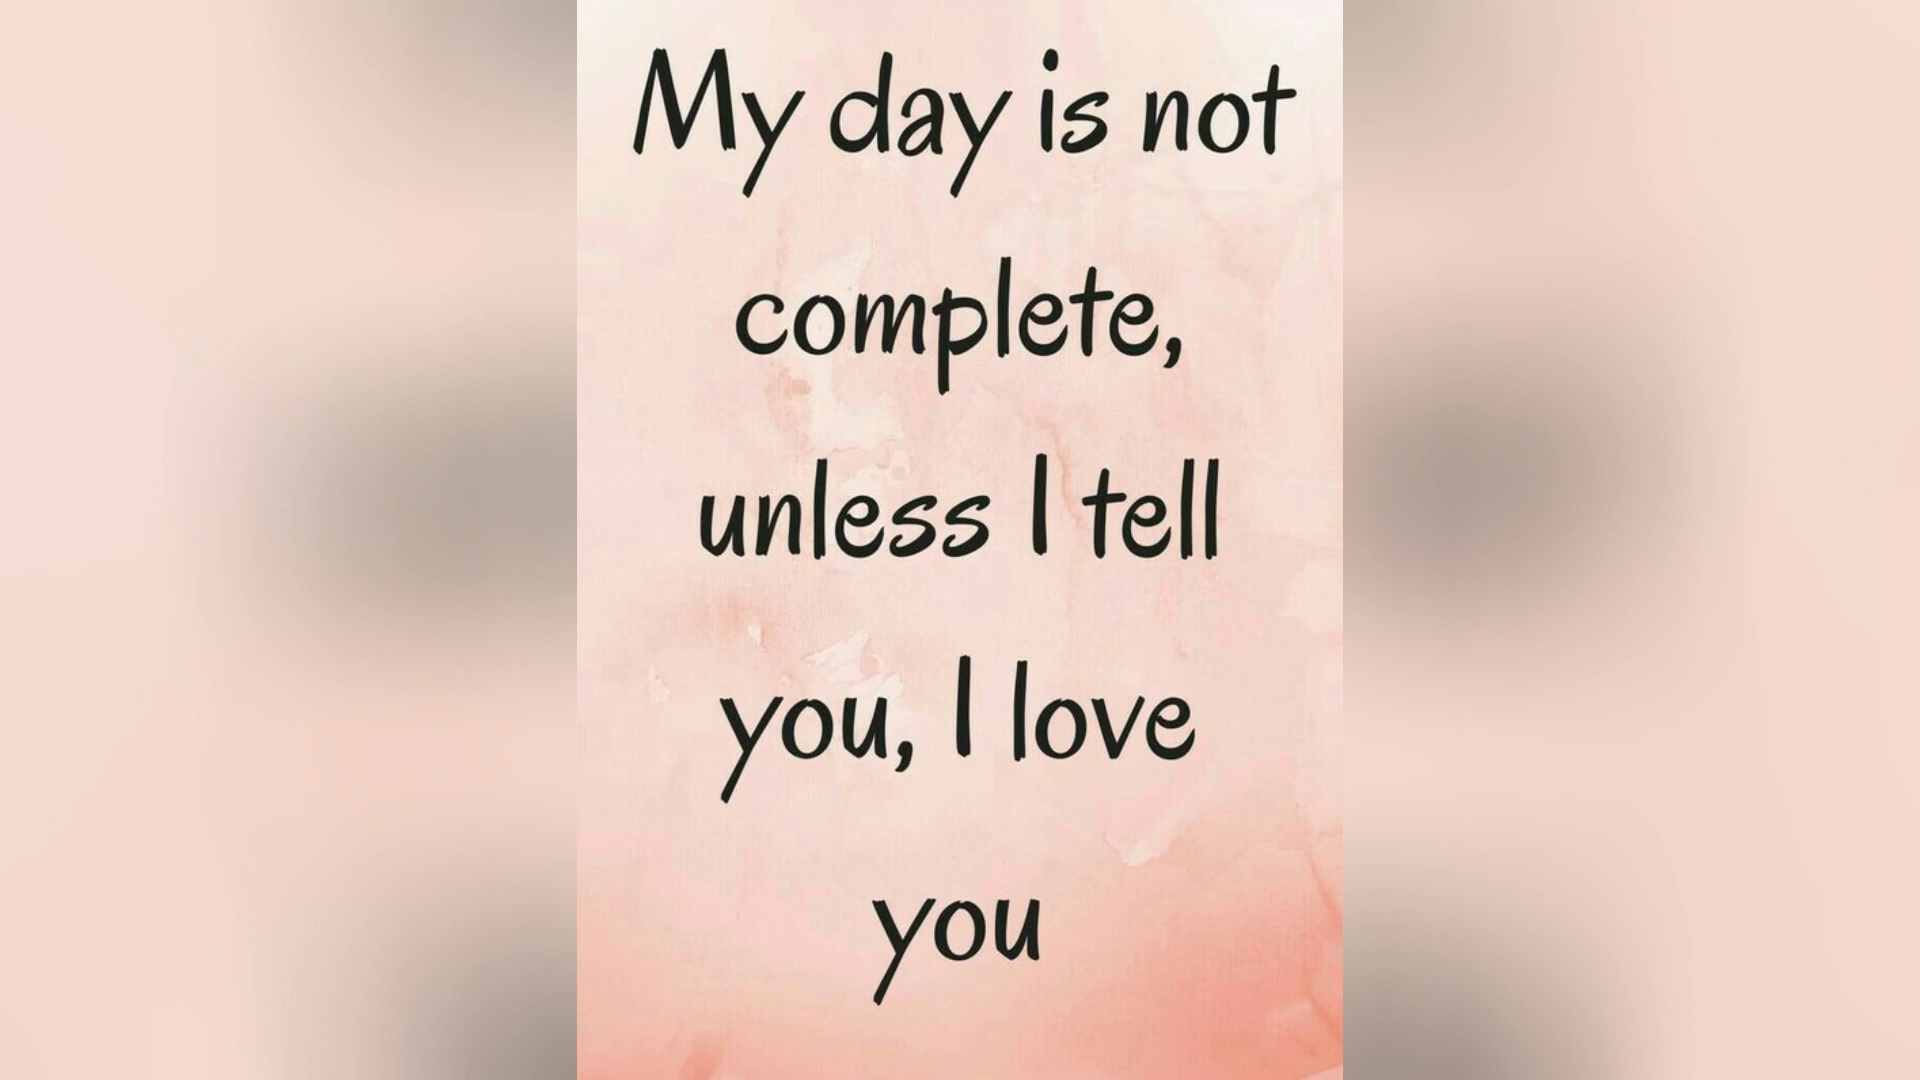 My day is not
complete,
unless I tell
you, I love
you